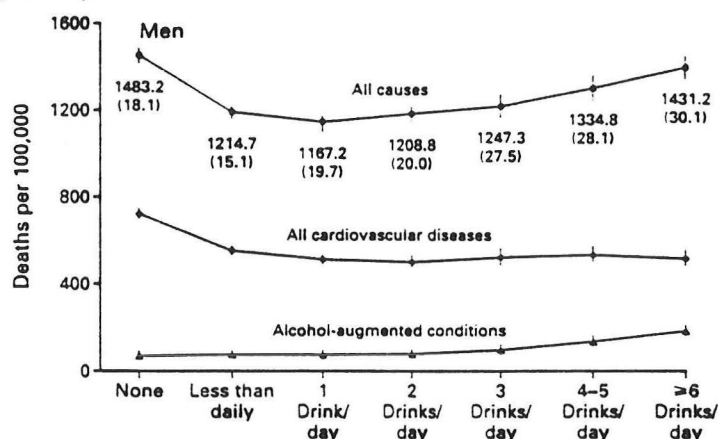 Men
Deaths per 100,000
1600
1200
800
400
0
All causes
1483.2
(18.1)
1214.7
(15.1)
1167.2
(19.7)
1208.8
(20.0)
1247.3
(27.5)
1334.8
(28.1)
1431.2
(30.1)
All cardiovascular diseases
Alcohol-augmented conditions
None
Less than
daily
1
Drink/
day
2
Drinks/
day
3
Drinks/
day
4–5
Drinks/
day
≥6
Drinks/
day